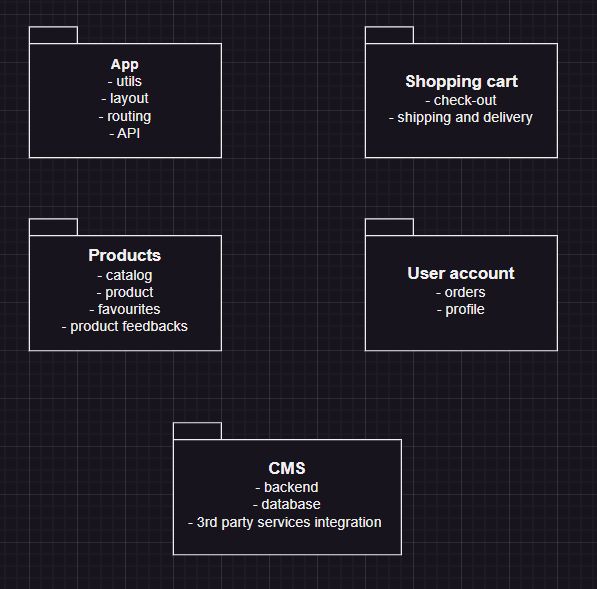 App
- utils
- layout
- routing
- API
Shopping cart
- check-out
- shipping and delivery
Products
- catalog
- product
- favourites
- product feedbacks
User account
- orders
- profile
CMS
- backend
- database
- 3rd party services integration